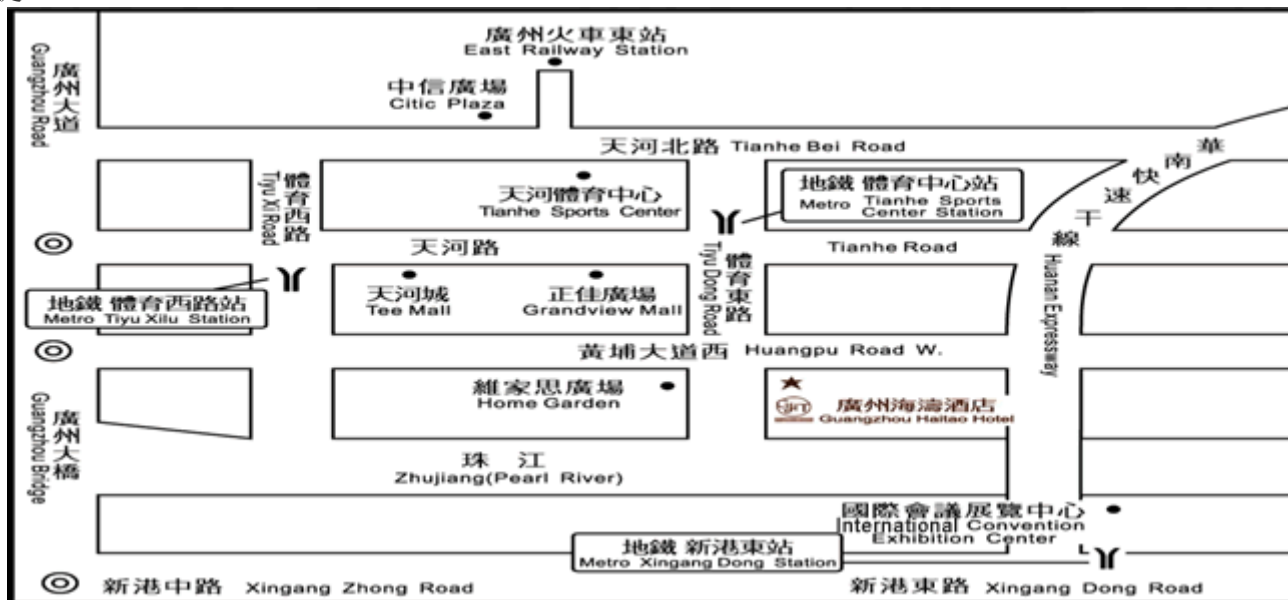 廣州火車東站
East Railway Station
中信廣場
Citic Plaza
廣州大道
Guangzhou Road
天河北路 Tianhe Bei Road
華南快速干線
Huanan Expressway
體育西路
Tiyu Xi Road
天河體育中心
Tianhe Sports Center
地鐵 體育中心站
Metro Tianhe Sports
Center Station
天河路
Tianhe Road
體育東路
Tiyu Dong Road
地鐵 體育西路站
Metro Tiyu Xilu Station
天河城
Tee Mall
正佳廣場
Grandview Mall
黃埔大道西 Huangpu Road W.
維家思廣場
Home Garden
廣州海濤酒店
Guangzhou Haitao Hotel
廣州大橋
Guangzhou Bridge
珠江
Zhujiang(Pearl River)
國際會議展覽中心
International Convention
Exhibition Center
地鐵 新港東站
Metro Xingang Dong Station
新港中路 Xingang Zhong Road
新港東路 Xingang Dong Road